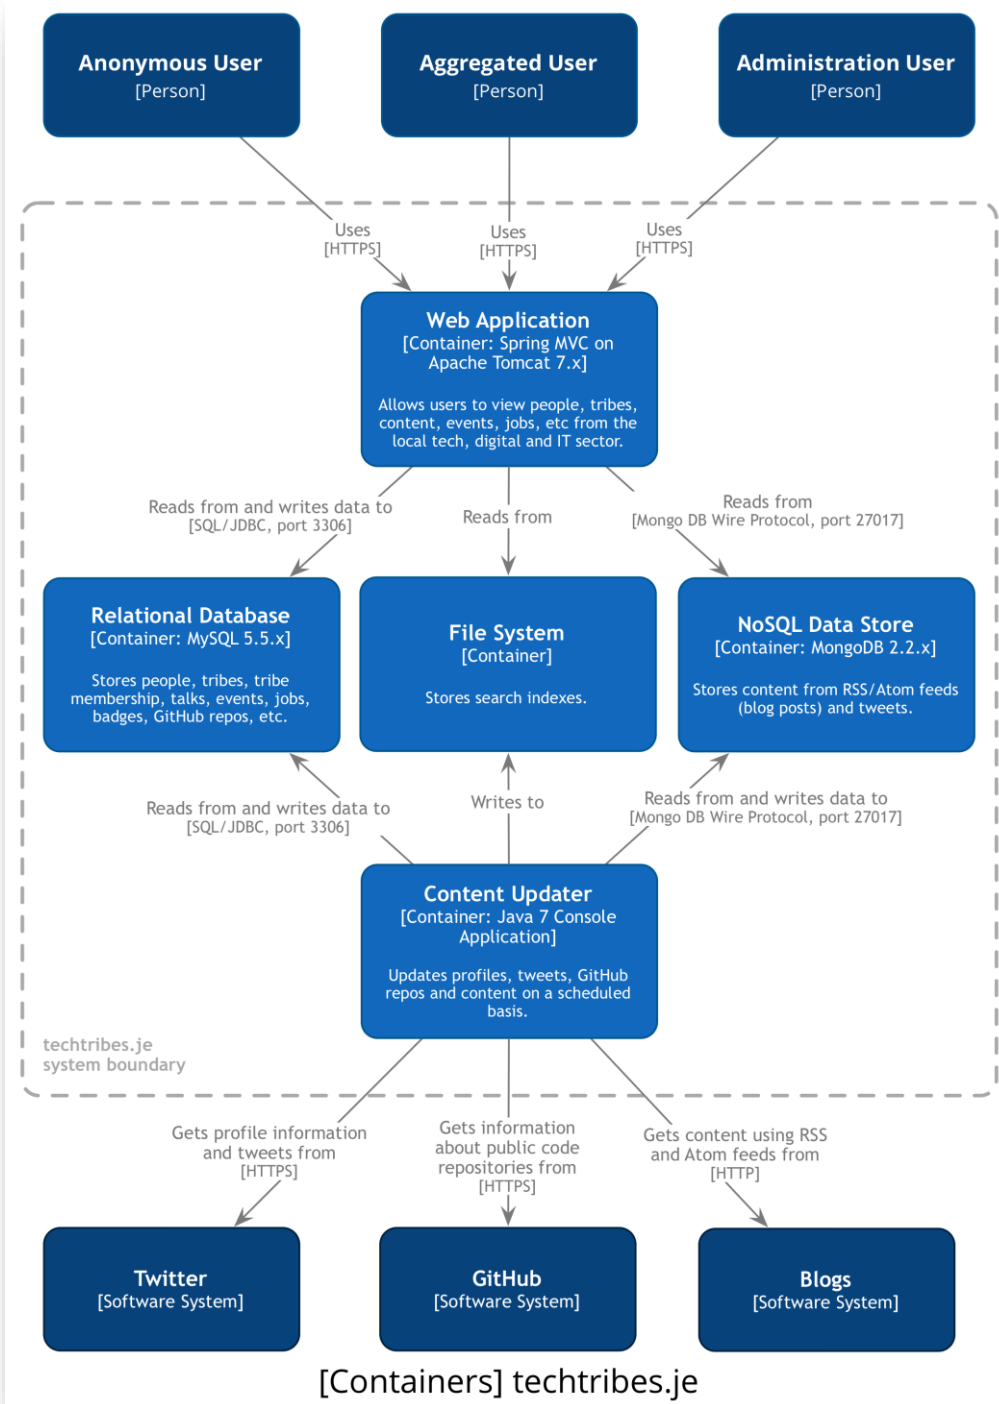 Anonymous User
[Person]
Aggregated User
[Person]
Administration User
[Person]
Uses
[HTTPS]
Uses
[HTTPS]
Uses
[HTTPS]
Web Application
[Container: Spring MVC on
Apache Tomcat 7.x]
Allows users to view people, tribes,
content, events, jobs, etc from the
local tech, digital and IT sector.
Reads from and writes data to
[SQL/JDBC, port 3306]
Reads from
Reads from
[Mongo DB Wire Protocol, port 27017]
Relational Database
[Container: MySQL 5.5.x]
Stores people, tribes, tribe
membership, talks, events, jobs,
badges, GitHub repos, etc.
File System
[Container]
Stores search indexes.
NoSQL Data Store
[Container: MongoDB 2.2.x]
Stores content from RSS/Atom feeds
(blog posts) and tweets.
Reads from and writes data to
[SQL/JDBC, port 3306]
Writes to
Reads from and writes data to
[Mongo DB Wire Protocol, port 27017]
Content Updater
[Container: Java 7 Console
Application]
Updates profiles, tweets, GitHub
repos and content on a scheduled
basis.
techtribes.je
system boundary
Gets profile information
and tweets from
[HTTPS]
Gets information
about public code
repositories from
[HTTPS]
Gets content using RSS
and Atom feeds from
[HTTP]
Twitter
[Software System]
GitHub
[Software System]
Blogs
[Software System]
[Containers] techtribes.je